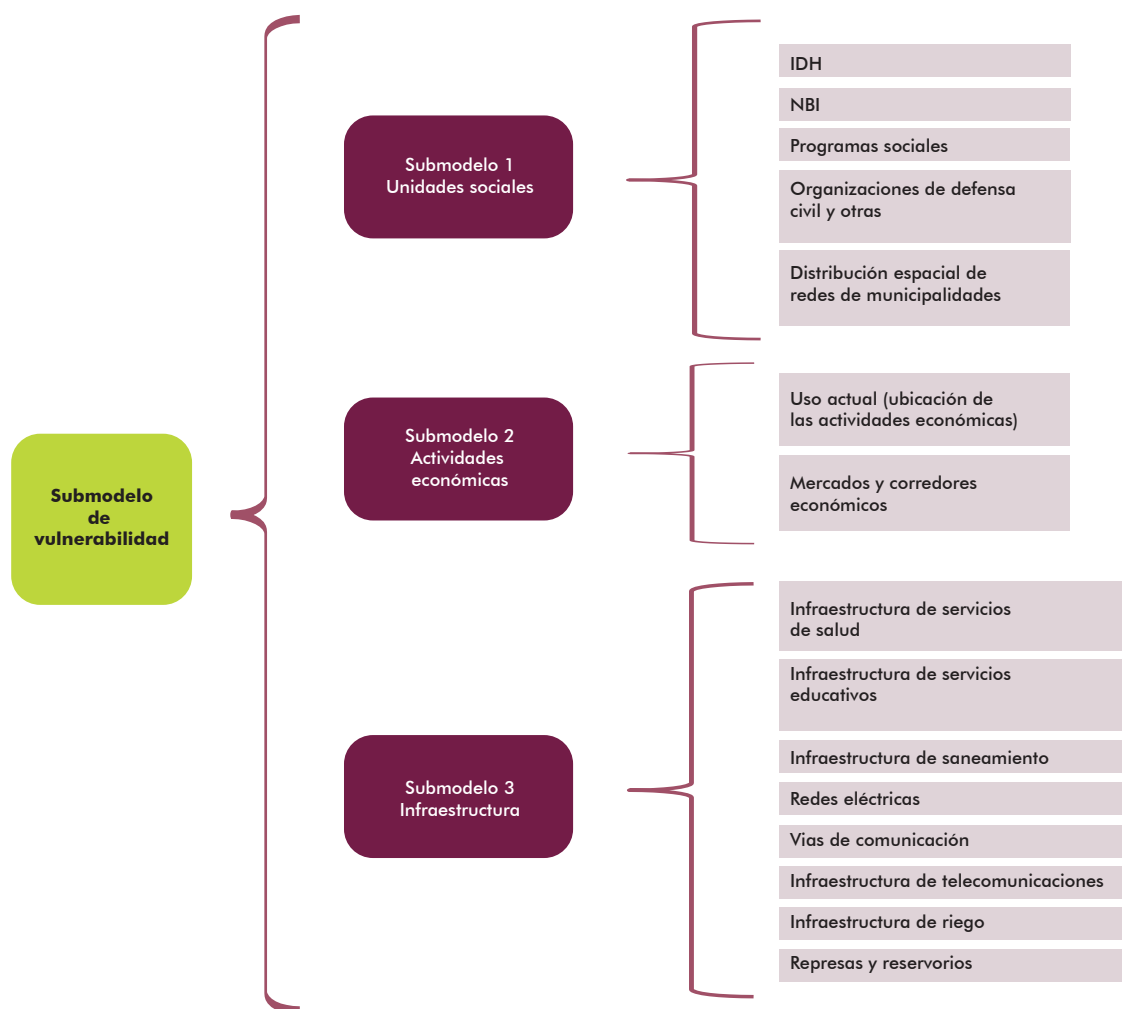 Submodelo
de
vulnerabilidad
Submodelo 1
Unidades sociales
IDH
NBI
Programas sociales
Organizaciones de defensa
civil y otras
Distribución espacial de
redes de municipalidades
Submodelo 2
Actividades
económicas
Uso actual (ubicación de
las actividades económicas)
Mercados y corredores
económicos
Submodelo 3
Infraestructura
Infraestructura de servicios
de salud
Infraestructura de servicios
educativos
Infraestructura de saneamiento
Redes eléctricas
Vias de comunicación
Infraestructura de telecomunicaciones
Infraestructura de riego
Represas y reservorios